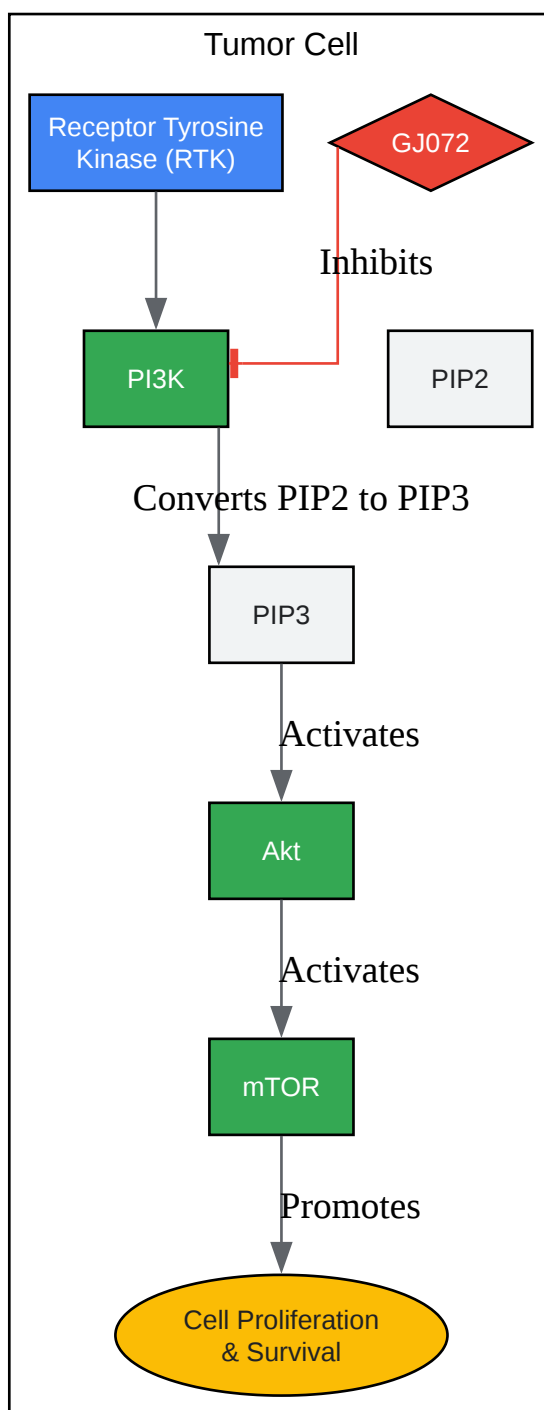 Tumor Cell
Receptor Tyrosine
Kinase (RTK)
GJ072
Inhibits
PI3K
PIP2
Converts PIP2 to PIP3
PIP3
Activates
Akt
Activates
mTOR
Promotes
Cell Proliferation
& Survival